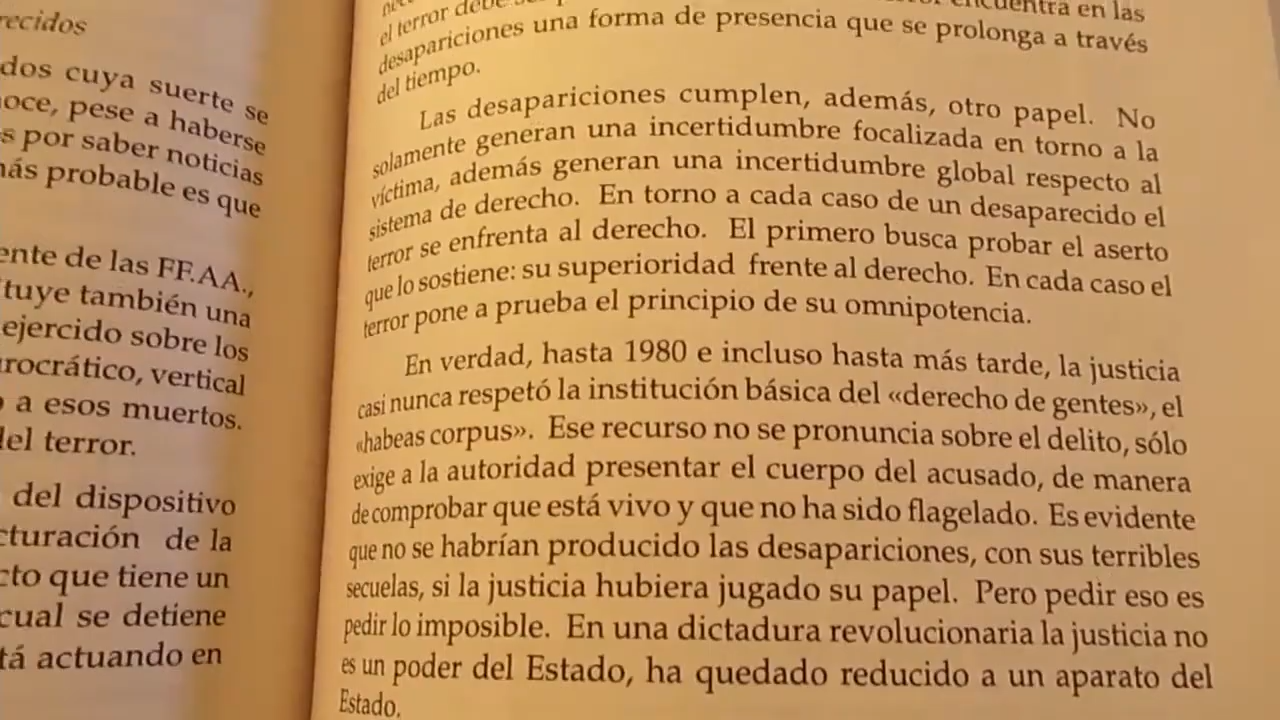 ecidos
dos cuya suerte se
oce, pese a haberse
s por saber noticias
ás probable es que
ente de las FF.AA.,
tuye también una
ejercido sobre los
urocrático, vertical
a esos muertos.
del terror.
del dispositivo
cturación de la
cto que tiene un
cual se detiene
tá actuando en
el terror debe encuentra en las
desapariciones una forma de presencia que se prolonga a través
del tiempo.
Las desapariciones cumplen, además, otro papel. No
solamente generan una incertidumbre focalizada en torno a la
víctima, además generan una incertidumbre global respecto al
sistema de derecho. En torno a cada caso de un desaparecido el
terror se enfrenta al derecho. El primero busca probar el aserto
que lo sostiene: su superioridad frente al derecho. En cada caso el
terror pone a prueba el principio de su omnipotencia.
En verdad, hasta 1980 e incluso hasta más tarde, la justicia
casi nunca respetó la institución básica del «derecho de gentes», el
«habeas corpus». Ese recurso no se pronuncia sobre el delito, sólo
exige a la autoridad presentar el cuerpo del acusado, de manera
de comprobar que está vivo y que no ha sido flagelado. Es evidente
que no se habrían producido las desapariciones, con sus terribles
secuelas, si la justicia hubiera jugado su papel. Pero pedir eso es
pedir lo imposible. En una dictadura revolucionaria la justicia no
es un poder del Estado, ha quedado reducido a un aparato del
Estado.